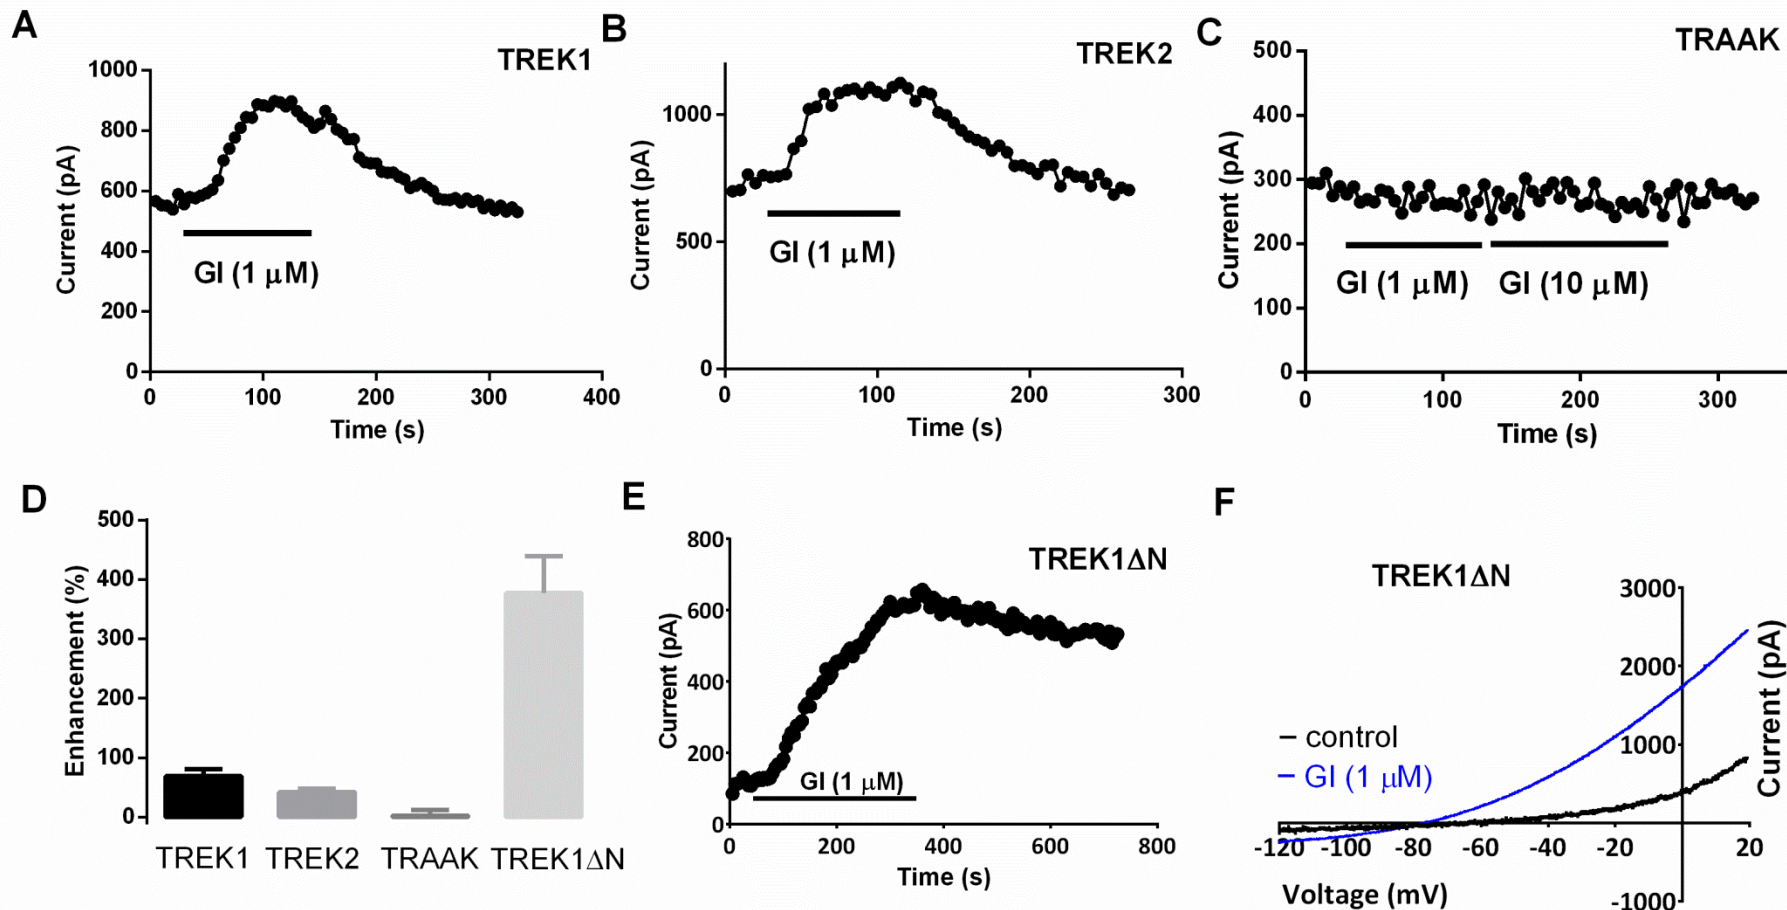 A
TREK1
1000
800
600
400
200
0
Current (pA)
GI (1 μM)
0 100 200 300 400
Time (s)
B
TREK2
1000
500
0
Current (pA)
GI (1 μM)
0 100 200 300
Time (s)
C
TRAAK
500
400
300
200
100
0
Current (pA)
GI (1 μM) GI (10 μM)
0 100 200 300
Time (s)
D
500
400
300
200
100
0
Enhancement (%)
TREK1 TREK2 TRAAK TREK1ΔN
E
TREK1ΔN
800
600
400
200
0
Current (pA)
GI (1 μM)
0 200 400 600 800
Time (s)
F
TREK1ΔN
3000
2000
1000
-1000
Current (pA)
control
GI (1 μM)
-120 -100 -80 -60 -40 -20 20
Voltage (mV)